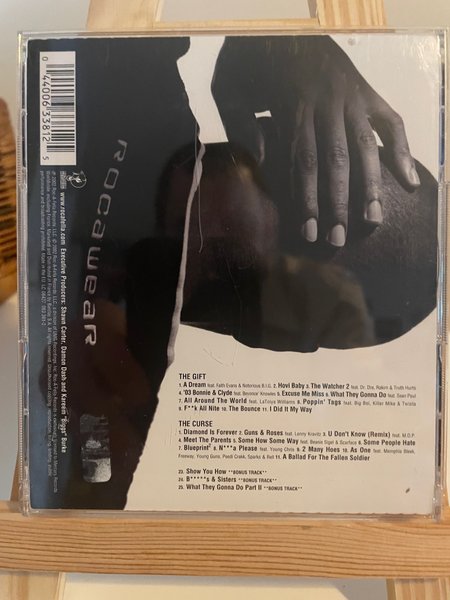 0 44006 33812 5
ROCAWEAR
www.rocafella.com Executive Producers: Shawn Carter, Damon Dash and Kareem "Biggs" Burke
THE GIFT
1. A Dream feat. Faith Evans & Notorious B.I.G. 2. Hovi Baby 3. The Watcher 2 feat. Dr. Dre, Rakim & Truth Hurts
4. '03 Bonnie & Clyde feat. Beyonce' Knowles 5. Excuse Me Miss 6. What They Gonna Do feat. Sean Paul
7. All Around The World feat. LaToiya Williams 8. Poppin' Tags feat. Big Boi, Killer Mike & Twista
9. F**k All Nite 10. The Bounce 11. I Did It My Way
THE CURSE
1. Diamond Is Forever 2. Guns & Roses feat. Lenny Kravitz 3. U Don't Know (Remix) feat. M.O.P.
4. Meet The Parents 5. Some How Some Way feat. Beanie Sigel & Scarface 6. Some People Hate
7. Blueprint² 8. N***a Please feat. Young Chris 9. 2 Many Hoes 10. As One feat. Memphis Bleek,
Freeway, Young Gunz, Peedi Crakk, Sparks & Rell 11. A Ballad For The Fallen Soldier
23. Show You How **BONUS TRACK**
24. B*****s & Sisters **BONUS TRACK**
25. What They Gonna Do Part II **BONUS TRACK**